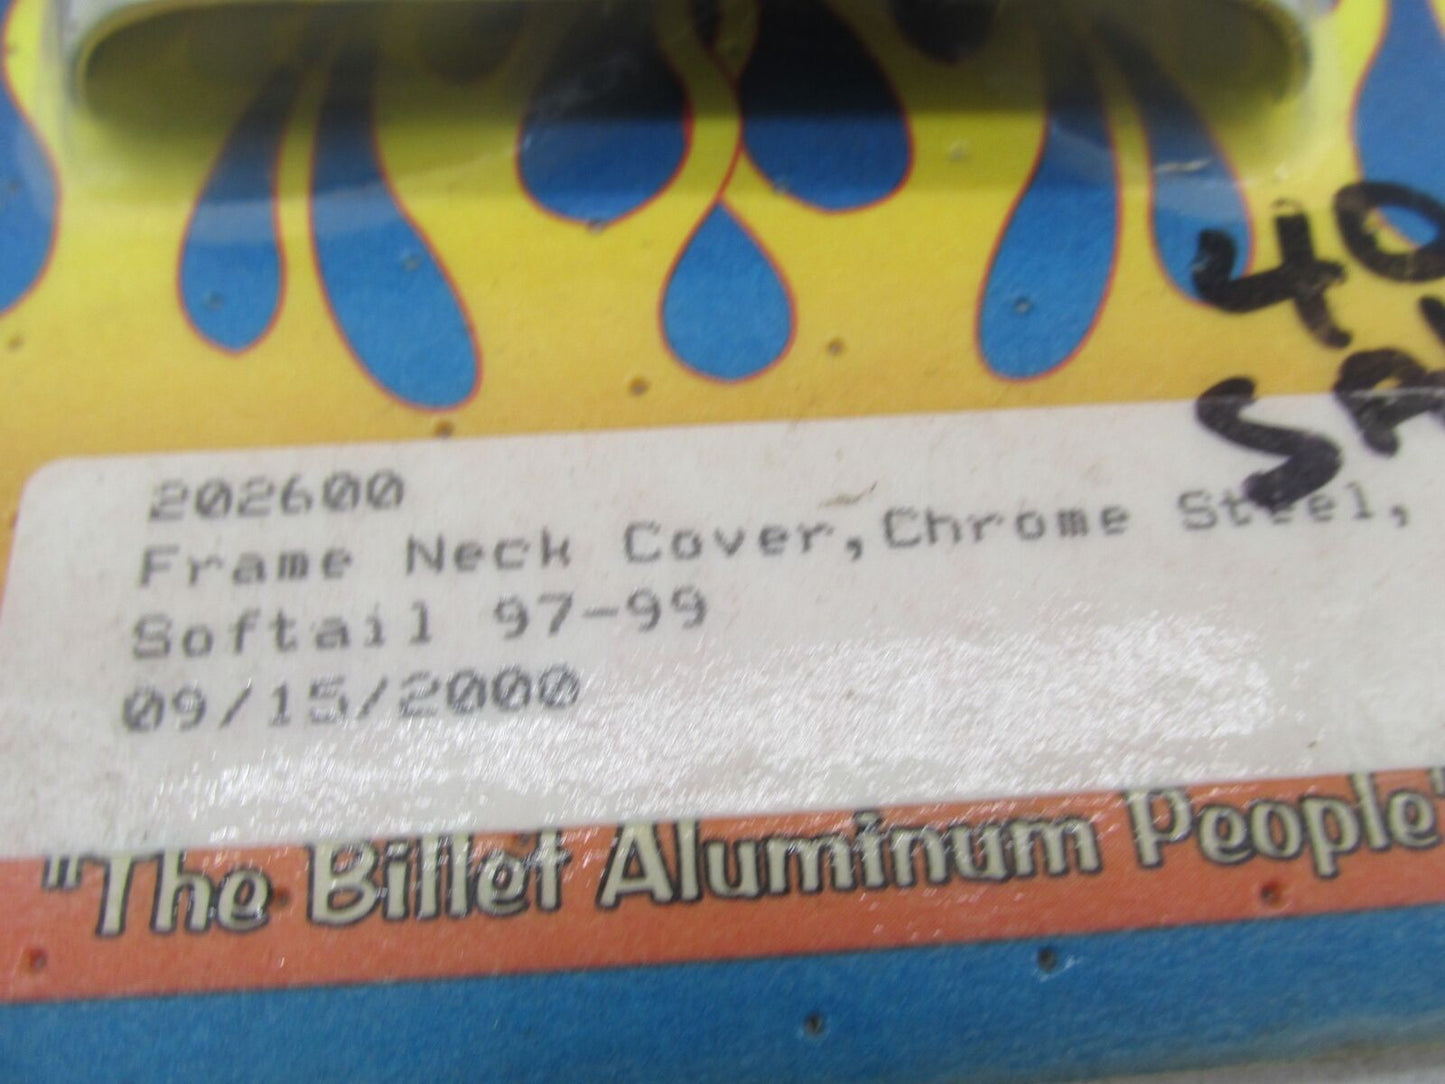 202600
Frame Neck Cover,Chrome Steel,
Softail 97-99
09/15/2000
"The Billet Aluminum People"